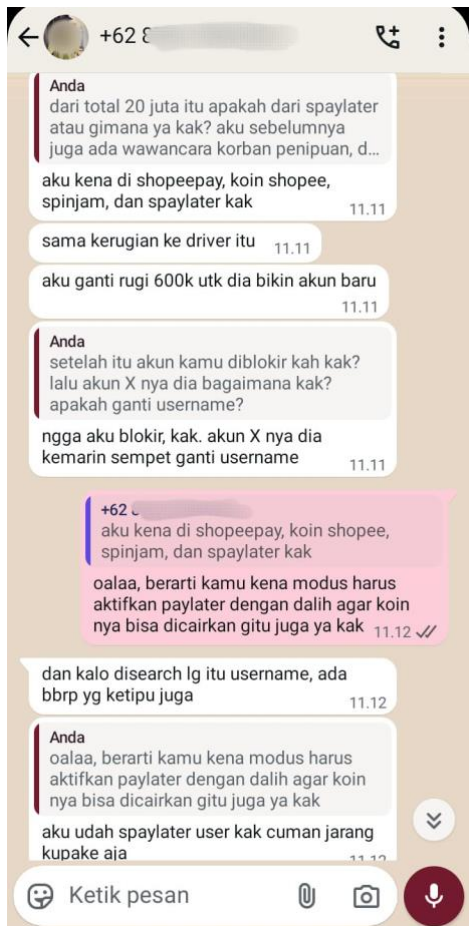 +62 8
Anda
dari total 20 juta itu apakah dari spaylater
atau gimana ya kak? aku sebelumnya
juga ada wawancara korban penipuan, d...
aku kena di shopeepay, koin shopee,
spinjam, dan spaylater kak
11.11
sama kerugian ke driver itu 11.11
aku ganti rugi 600k utk dia bikin akun baru
11.11
Anda
setelah itu akun kamu diblokir kah kak?
lalu akun X nya dia bagaimana kak?
apakah ganti username?
ngga aku blokir, kak. akun X nya dia
kemarin sempet ganti username 11.11
+62
aku kena di shopeepay, koin shopee,
spinjam, dan spaylater kak
oalaa, berarti kamu kena modus harus
aktifkan paylater dengan dalih agar koin
nya bisa dicairkan gitu juga ya kak 11.12
dan kalo disearch lg itu username, ada
bbrp yg ketipu juga 11.12
Anda
oalaa, berarti kamu kena modus harus
aktifkan paylater dengan dalih agar koin
nya bisa dicairkan gitu juga ya kak
aku udah spaylater user kak cuman jarang
kupake aja 11.12
Ketik pesan